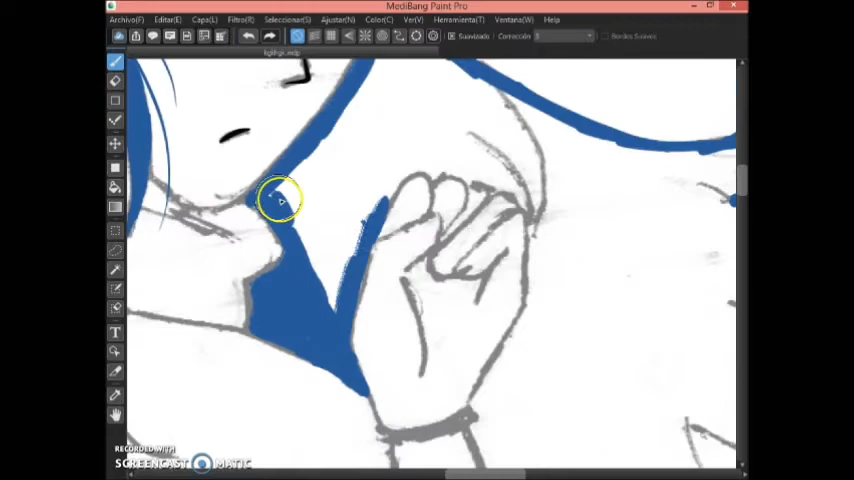 MediBang Paint Pro
Archivo(F) Editar(E) Capa(L) Filtro(R) Seleccionar(S) Ajustar(N) Color(C) Ver(V) Herramienta(T) Ventana(W) Help
Suavizado Corrección Bordes Suaves
T
RECORDED WITH
SCREENCAST MATIC